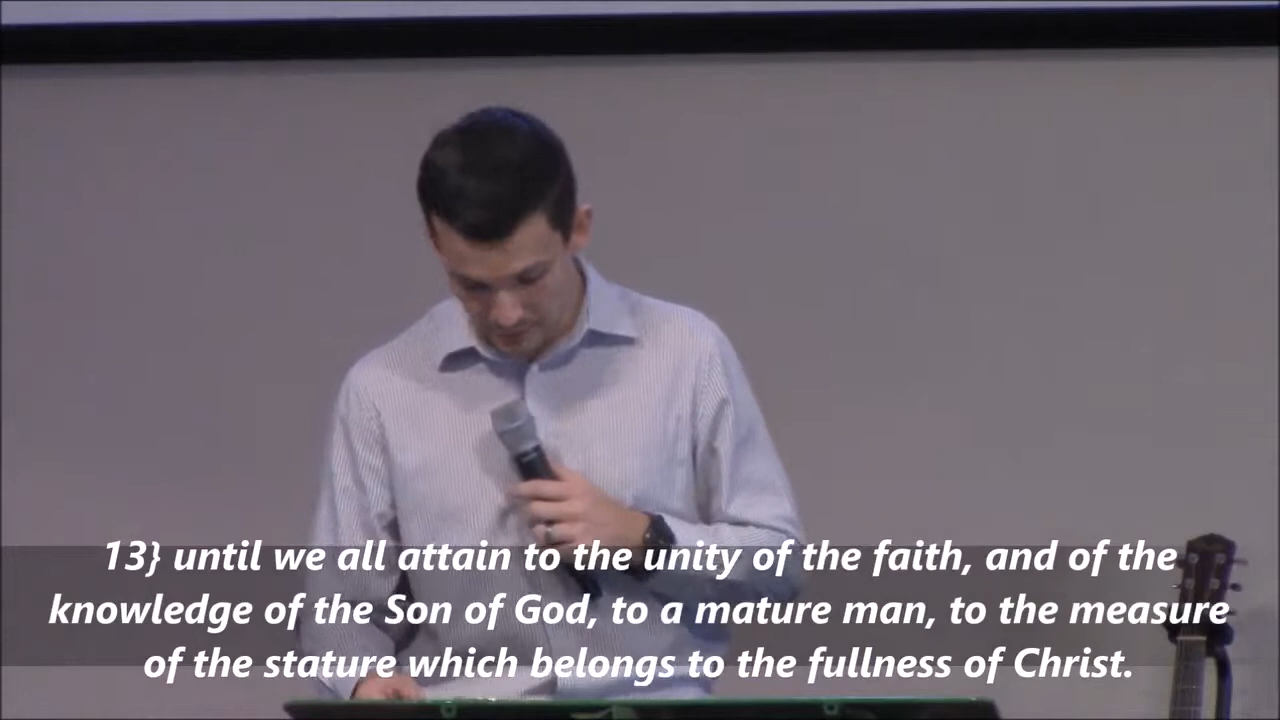 13} until we all attain to the unity of the faith, and of the
knowledge of the Son of God, to a mature man, to the measure
of the stature which belongs to the fullness of Christ.